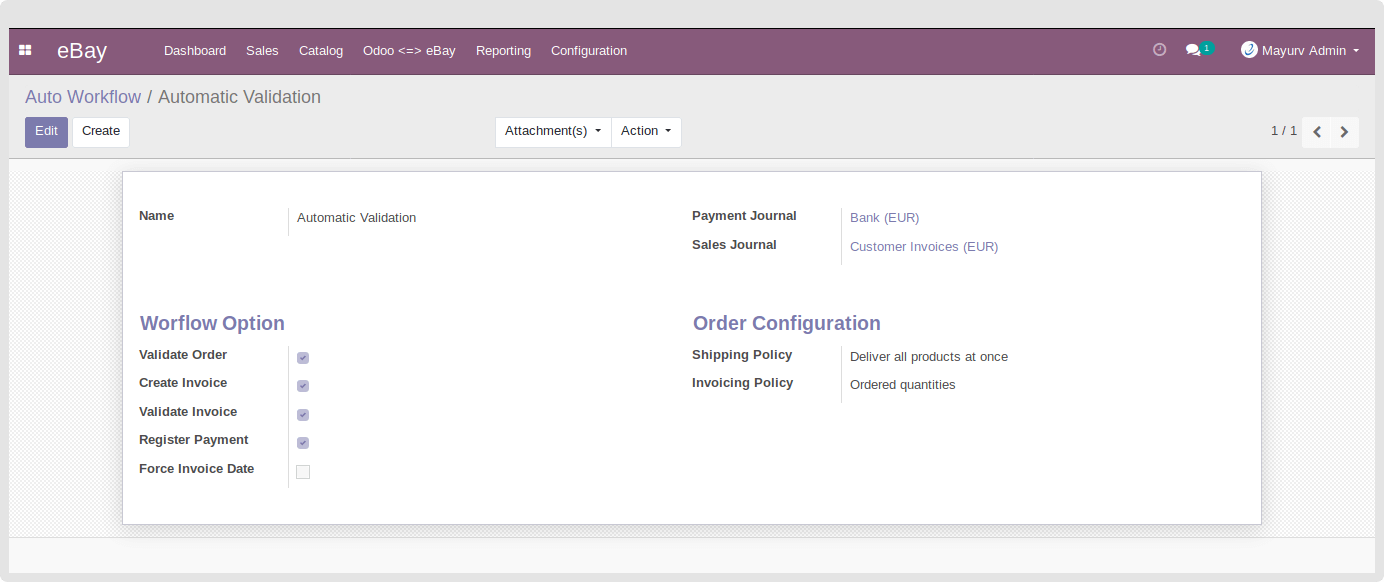 eBay Dashboard Sales Catalog Odoo <=> eBay Reporting Configuration 1 Mayurv Admin
Auto Workflow / Automatic Validation
Edit Create Attachment(s) Action 1 / 1
Name Automatic Validation Payment Journal Bank (EUR)
Sales Journal Customer Invoices (EUR)
Worflow Option Order Configuration
Validate Order Shipping Policy Deliver all products at once
Create Invoice Invoicing Policy Ordered quantities
Validate Invoice
Register Payment
Force Invoice Date